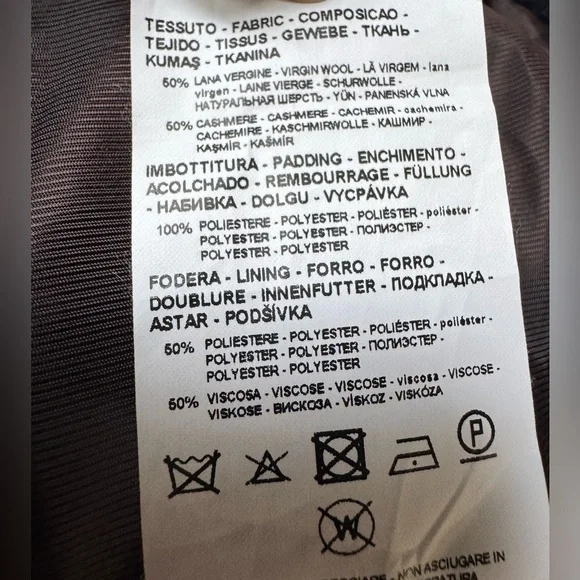 TESSUTO - FABRIC - COMPOSICAO -
TEJIDO - TISSUS - GEWEBE - ТКАНЬ -
KUMAŞ - TKANINA
50% LANA VERGINE - VIRGIN WOOL - LÃ VIRGEM - lana
virgen - LAINE VIERGE - SCHURWOLLE -
НАТУРАЛЬНАЯ ШЕРСТЬ - YÜN - PANENSKÁ VLNA
50% CASHMERE - CASHMERE - CACHEMIR - cachemira -
CACHEMIRE - KASCHMIRWOLLE - КАШМИР -
KAŞMİR - KAŠMÍR
IMBOTTITURA - PADDING - ENCHIMENTO -
ACOLCHADO - REMBOURRAGE - FÜLLUNG
- НАБИВКА - DOLGU - VYCPÁVKA
100% POLIESTERE - POLYESTER - POLIÉSTER - poliéster -
POLYESTER - POLYESTER - ПОЛИЭСТЕР -
POLYESTER - POLYESTER
FODERA - LINING - FORRO - FORRO -
DOUBLURE - INNENFUTTER - ПОДКЛАДКА -
ASTAR - PODŠÍVKA
50% POLIESTERE - POLYESTER - POLIÉSTER - poliéster -
POLYESTER - POLYESTER - ПОЛИЭСТЕР -
POLYESTER - POLYESTER
50% VISCOSA - VISCOSE - VISCOSE - viscosa - VISCOSE -
VISKOSE - ВИСКОЗА - VİSKOZ - VISKÓZA
P
W
NON ASCIUGARE IN